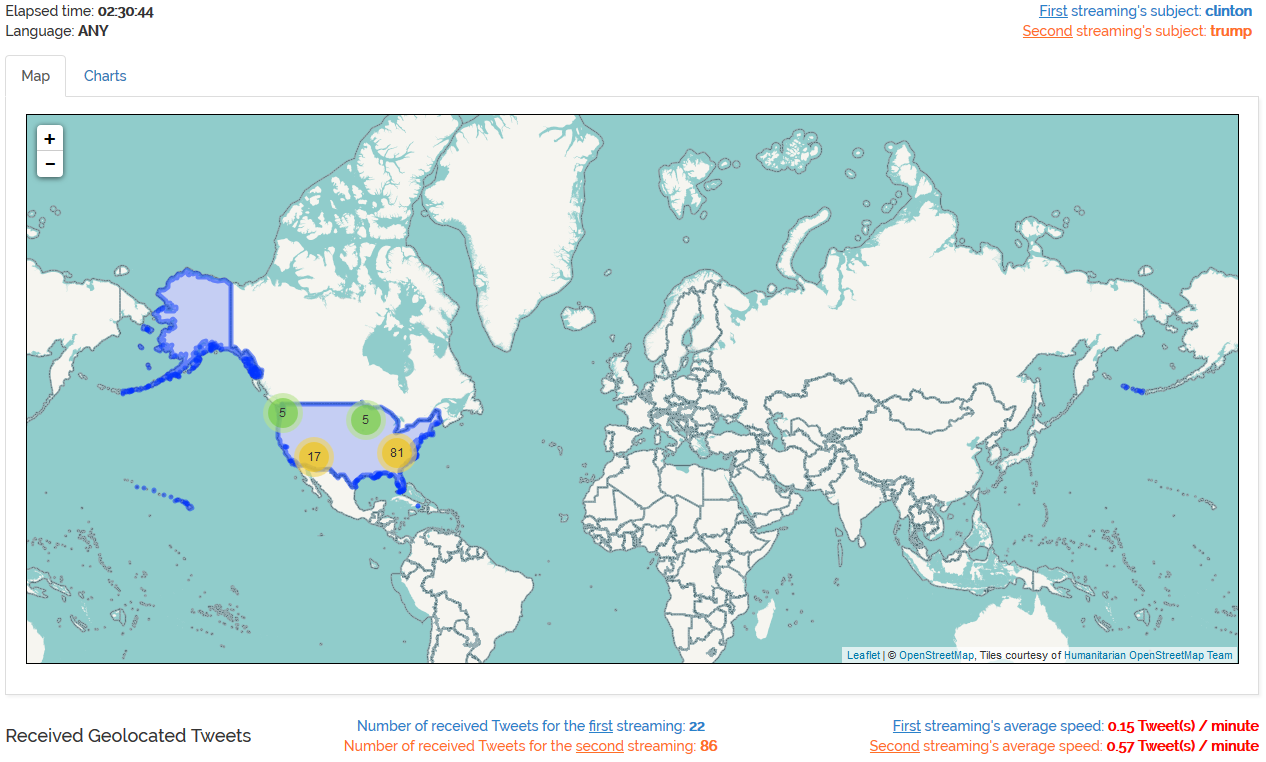 Elapsed time: 02:30:44
First streaming's subject: clinton
Language: ANY
Second streaming's subject: trump
Map
Charts
+
−
5
5
17
81
Leaflet | © OpenStreetMap, Tiles courtesy of Humanitarian OpenStreetMap Team
Received Geolocated Tweets
Number of received Tweets for the first streaming: 22
Number of received Tweets for the second streaming: 86
First streaming's average speed: 0.15 Tweet(s) / minute
Second streaming's average speed: 0.57 Tweet(s) / minute